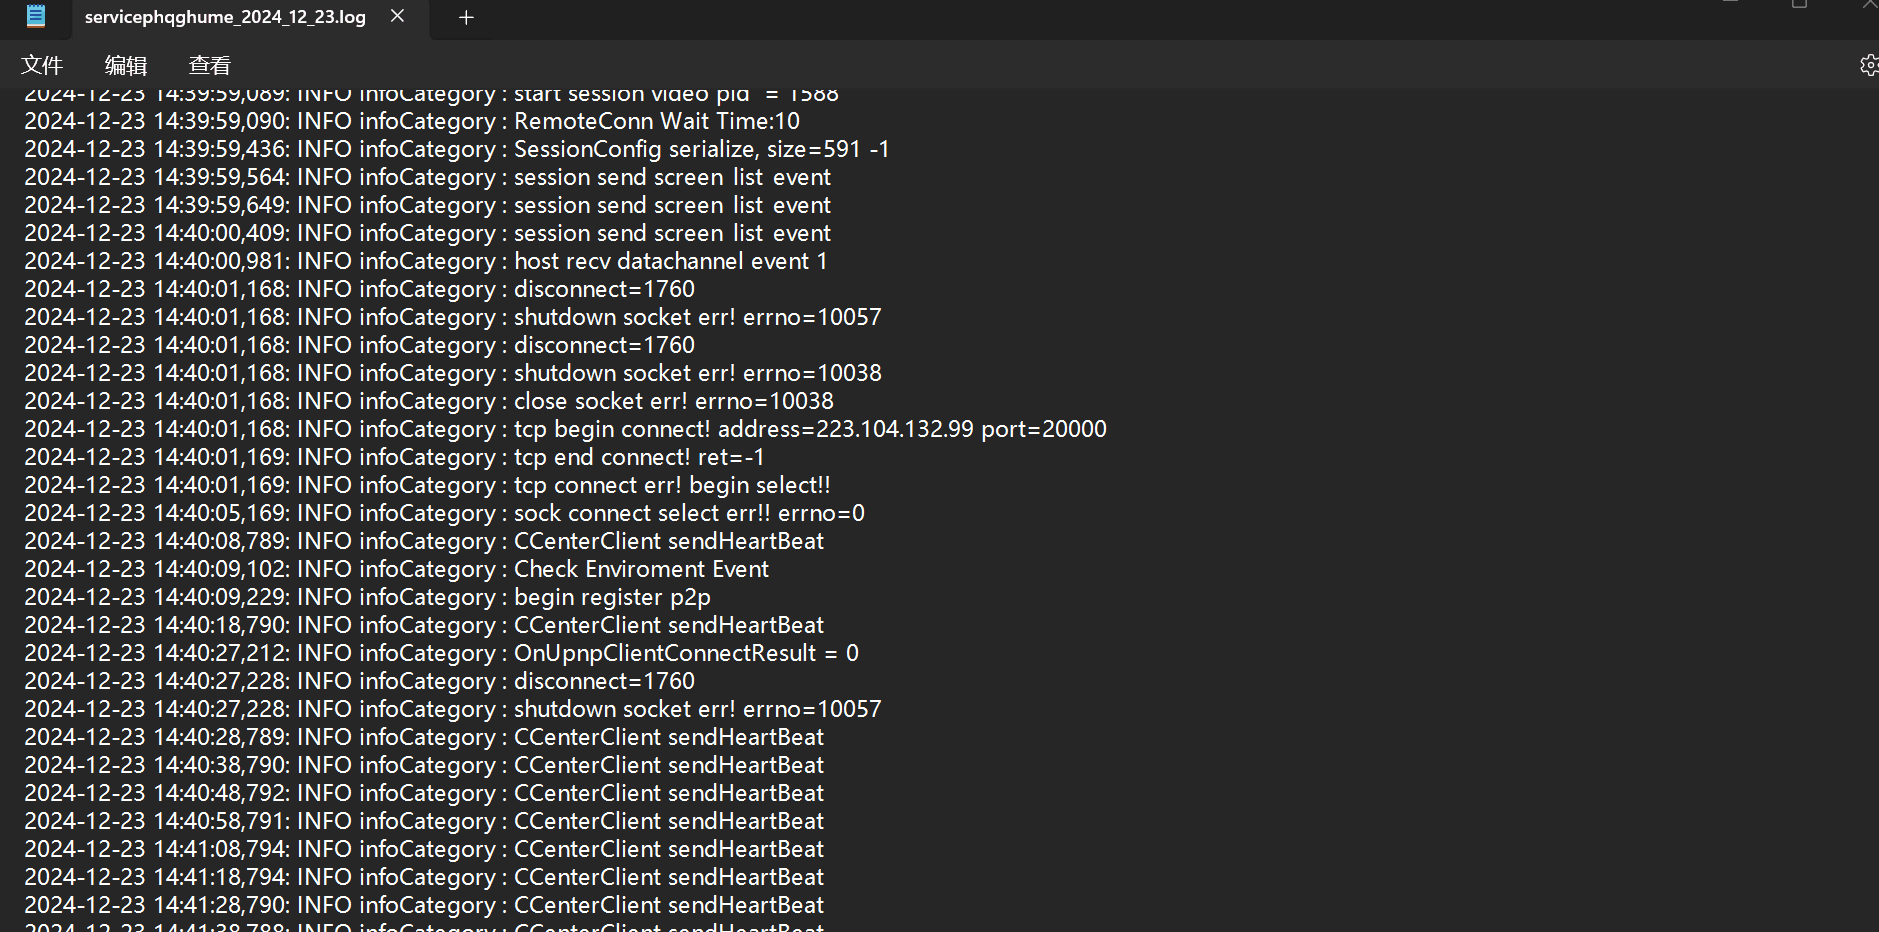 servicephqghume_2024_12_23.log
文件 编辑 查看
2024-12-23 14:39:59,089: INFO infoCategory : start session video pid = 1588
2024-12-23 14:39:59,090: INFO infoCategory : RemoteConn Wait Time:10
2024-12-23 14:39:59,436: INFO infoCategory : SessionConfig serialize, size=591 -1
2024-12-23 14:39:59,564: INFO infoCategory : session send screen list event
2024-12-23 14:39:59,649: INFO infoCategory : session send screen list event
2024-12-23 14:40:00,409: INFO infoCategory : session send screen list event
2024-12-23 14:40:00,981: INFO infoCategory : host recv datachannel event 1
2024-12-23 14:40:01,168: INFO infoCategory : disconnect=1760
2024-12-23 14:40:01,168: INFO infoCategory : shutdown socket err! errno=10057
2024-12-23 14:40:01,168: INFO infoCategory : disconnect=1760
2024-12-23 14:40:01,168: INFO infoCategory : shutdown socket err! errno=10038
2024-12-23 14:40:01,168: INFO infoCategory : close socket err! errno=10038
2024-12-23 14:40:01,168: INFO infoCategory : tcp begin connect! address=223.104.132.99 port=20000
2024-12-23 14:40:01,169: INFO infoCategory : tcp end connect! ret=-1
2024-12-23 14:40:01,169: INFO infoCategory : tcp connect err! begin select!!
2024-12-23 14:40:05,169: INFO infoCategory : sock connect select err!! errno=0
2024-12-23 14:40:08,789: INFO infoCategory : CCenterClient sendHeartBeat
2024-12-23 14:40:09,102: INFO infoCategory : Check Enviroment Event
2024-12-23 14:40:09,229: INFO infoCategory : begin register p2p
2024-12-23 14:40:18,790: INFO infoCategory : CCenterClient sendHeartBeat
2024-12-23 14:40:27,212: INFO infoCategory : OnUpnpClientConnectResult = 0
2024-12-23 14:40:27,228: INFO infoCategory : disconnect=1760
2024-12-23 14:40:27,228: INFO infoCategory : shutdown socket err! errno=10057
2024-12-23 14:40:28,789: INFO infoCategory : CCenterClient sendHeartBeat
2024-12-23 14:40:38,790: INFO infoCategory : CCenterClient sendHeartBeat
2024-12-23 14:40:48,792: INFO infoCategory : CCenterClient sendHeartBeat
2024-12-23 14:40:58,791: INFO infoCategory : CCenterClient sendHeartBeat
2024-12-23 14:41:08,794: INFO infoCategory : CCenterClient sendHeartBeat
2024-12-23 14:41:18,794: INFO infoCategory : CCenterClient sendHeartBeat
2024-12-23 14:41:28,790: INFO infoCategory : CCenterClient sendHeartBeat
2024-12-23 14:41:38,788: INFO infoCategory : CCenterClient sendHeartBeat